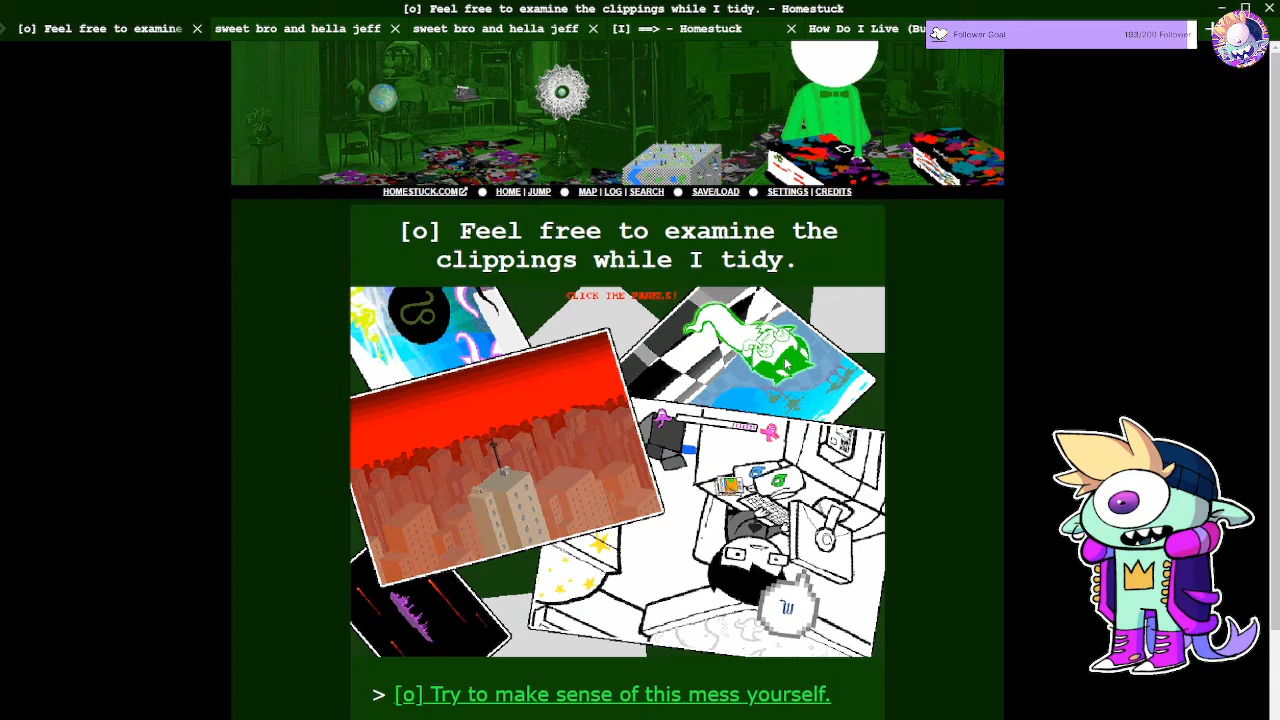 [o] Feel free to examine the clippings while I tidy. - Homestuck
[o] Feel free to examine
sweet bro and hella jeff
sweet bro and hella jeff
[I] ==> - Homestuck
How Do I Live (Bu
Follower Goal
193/200 Follower
HOMESTUCK.COM
HOME | JUMP
MAP | LOG | SEARCH
SAVE/LOAD
SETTINGS | CREDITS
[o] Feel free to examine the
clippings while I tidy.
CLICK THE PANELS!
> [o] Try to make sense of this mess yourself.